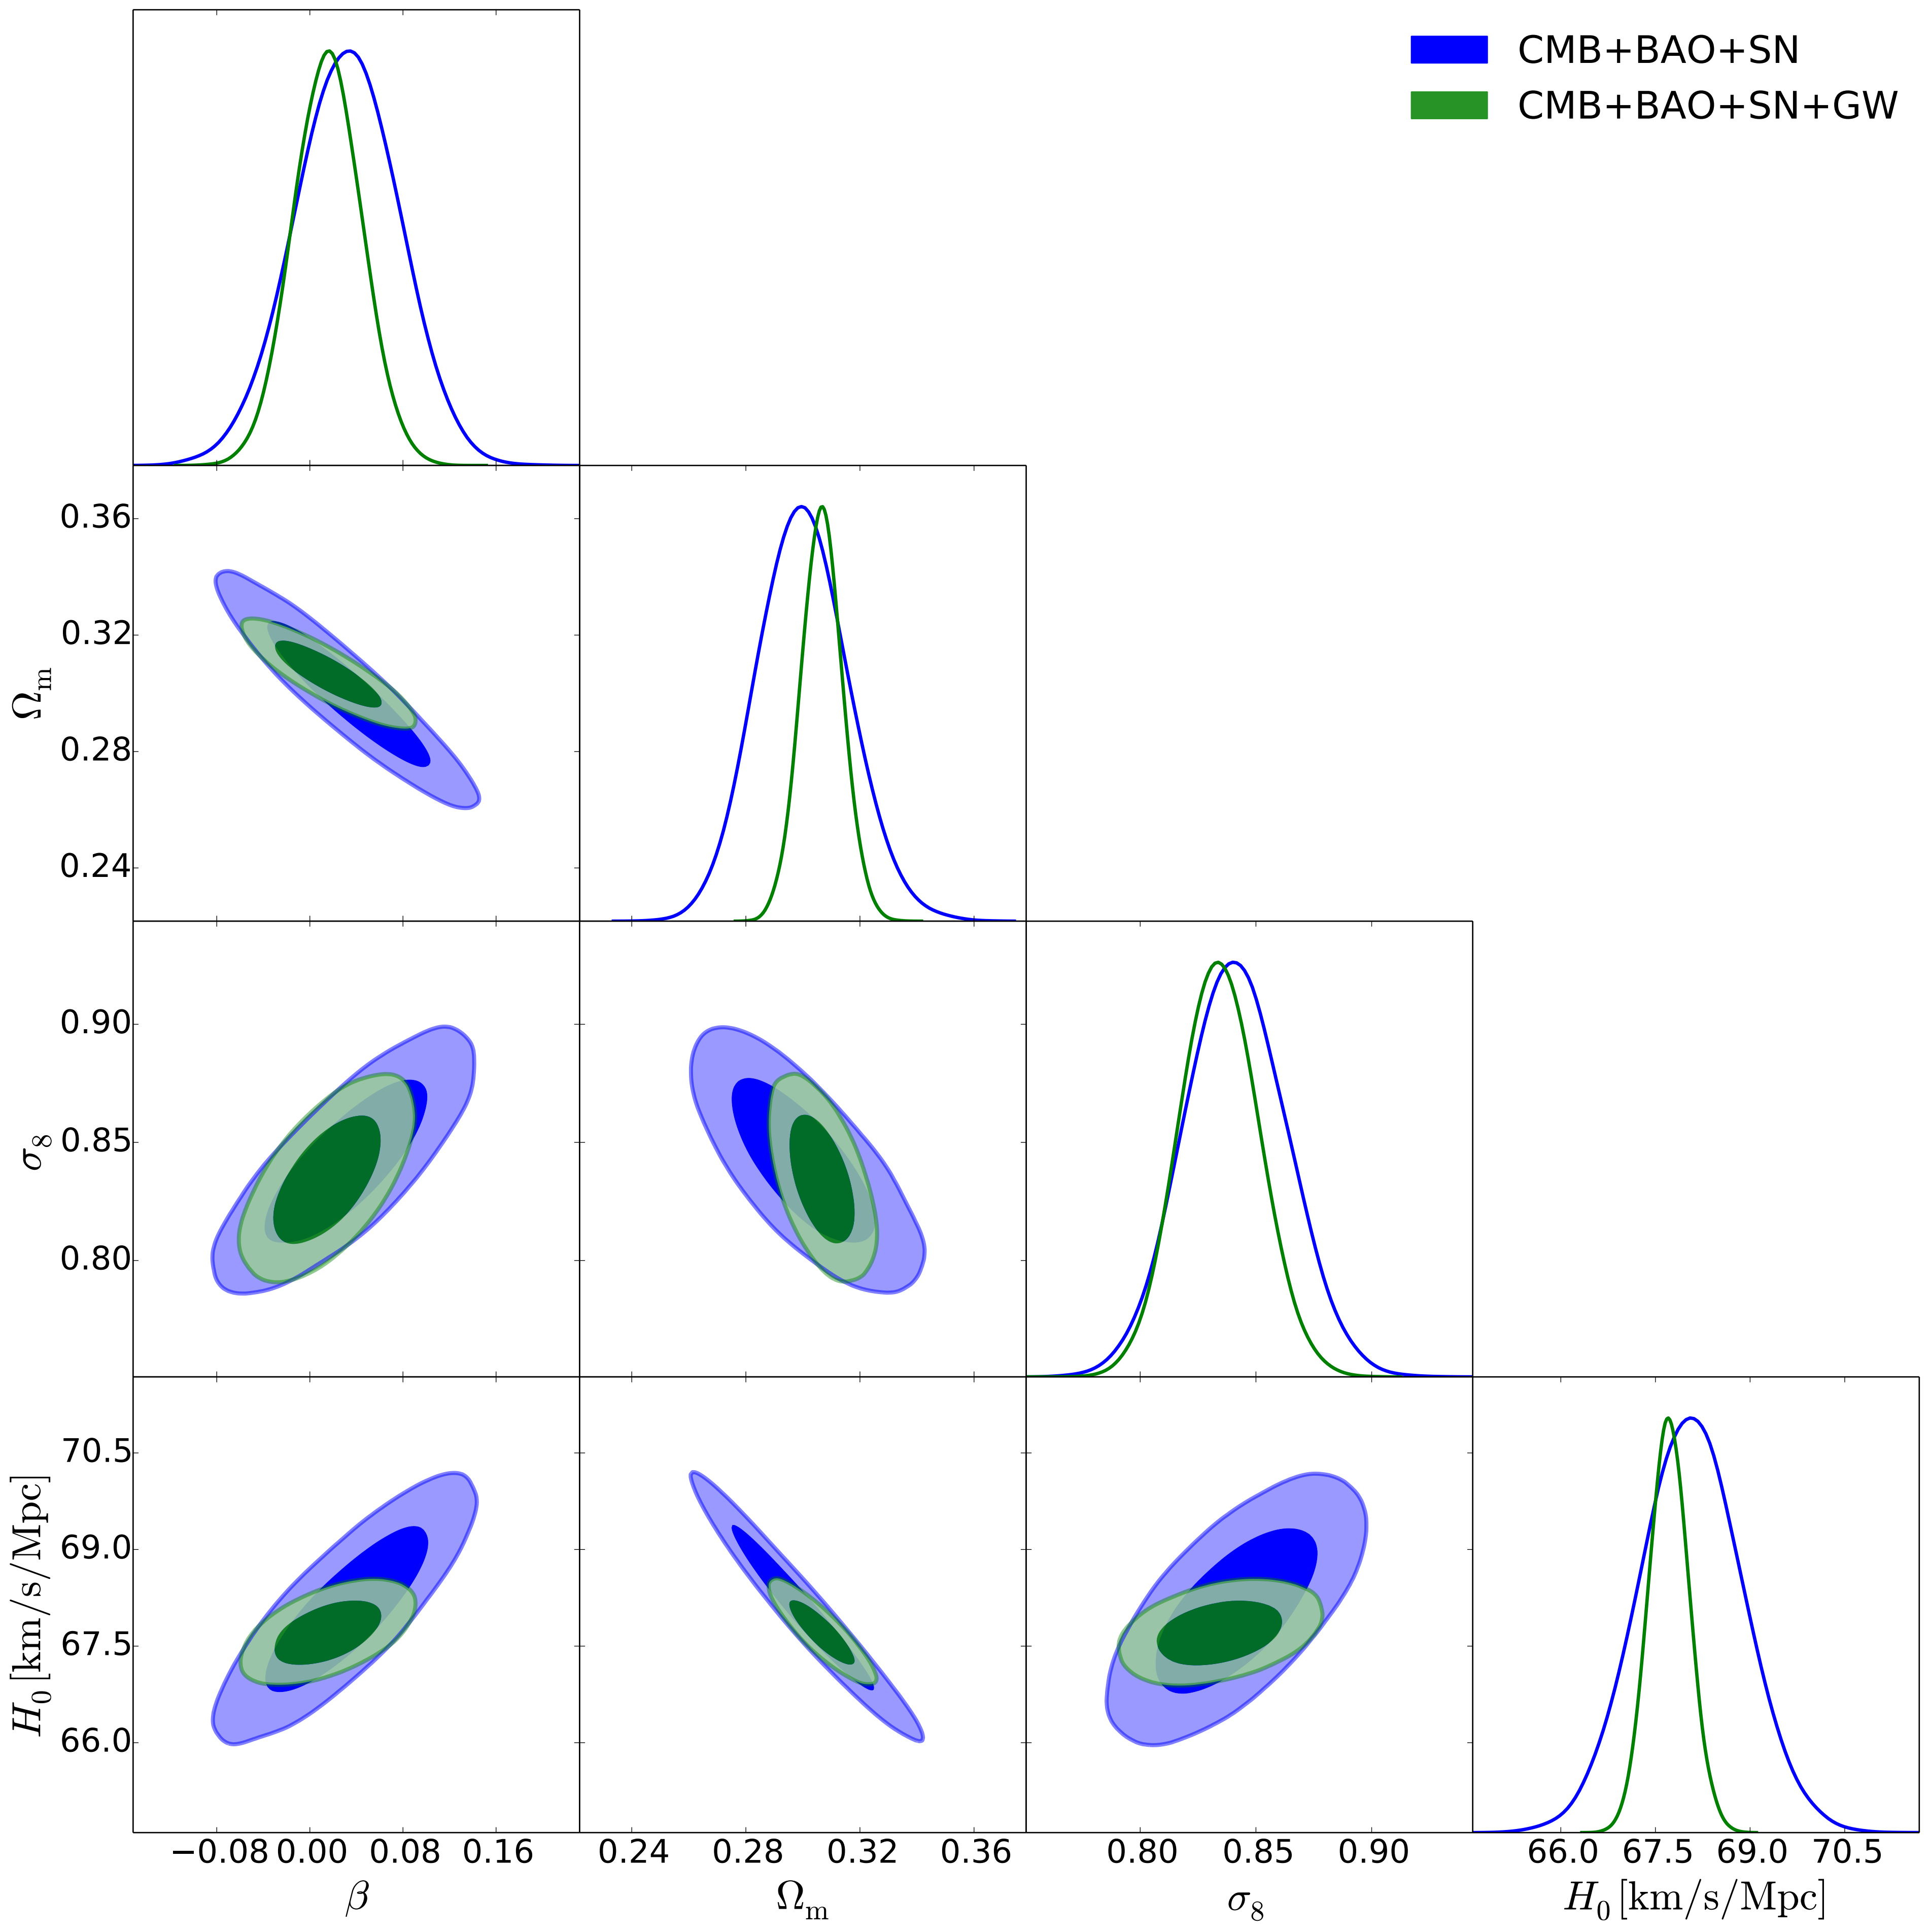 CMB+BAO+SN
CMB+BAO+SN+GW
0.36
0.32
0.28
0.24
Ωm
0.90
0.85
0.80
σ8
70.5
69.0
67.5
66.0
H0[km/s/Mpc]
−0.08 0.00 0.08 0.16 0.24 0.28 0.32 0.36 0.80 0.85 0.90 66.0 67.5 69.0 70.5
β Ωm σ8 H0[km/s/Mpc]